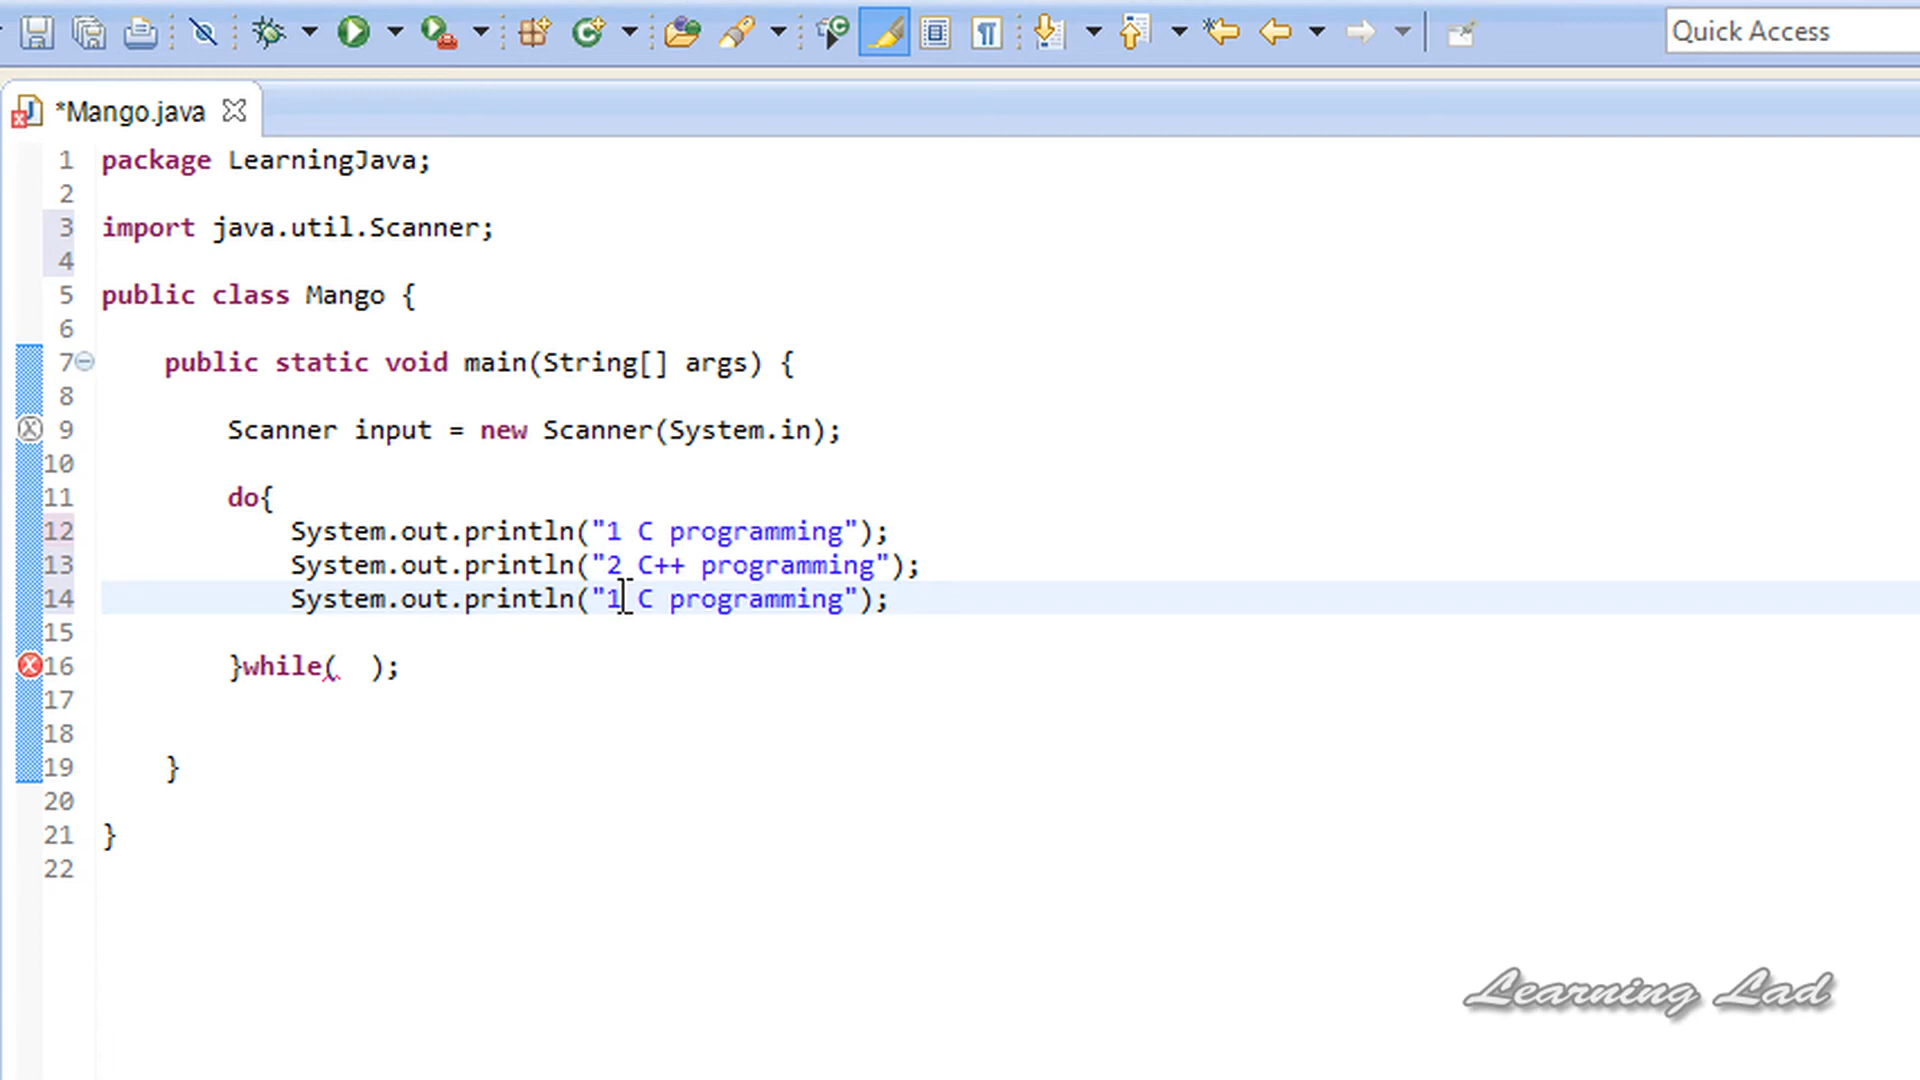 Quick Access
*Mango.java
1 package LearningJava;
2
3 import java.util.Scanner;
4
5 public class Mango {
6
7 public static void main(String[] args) {
8
9 Scanner input = new Scanner(System.in);
10
11 do{
12 System.out.println("1 C programming");
13 System.out.println("2 C++ programming");
14 System.out.println("1 C programming");
15
16 }while(  );
17
18
19 }
20
21 }
22
Learning Lad